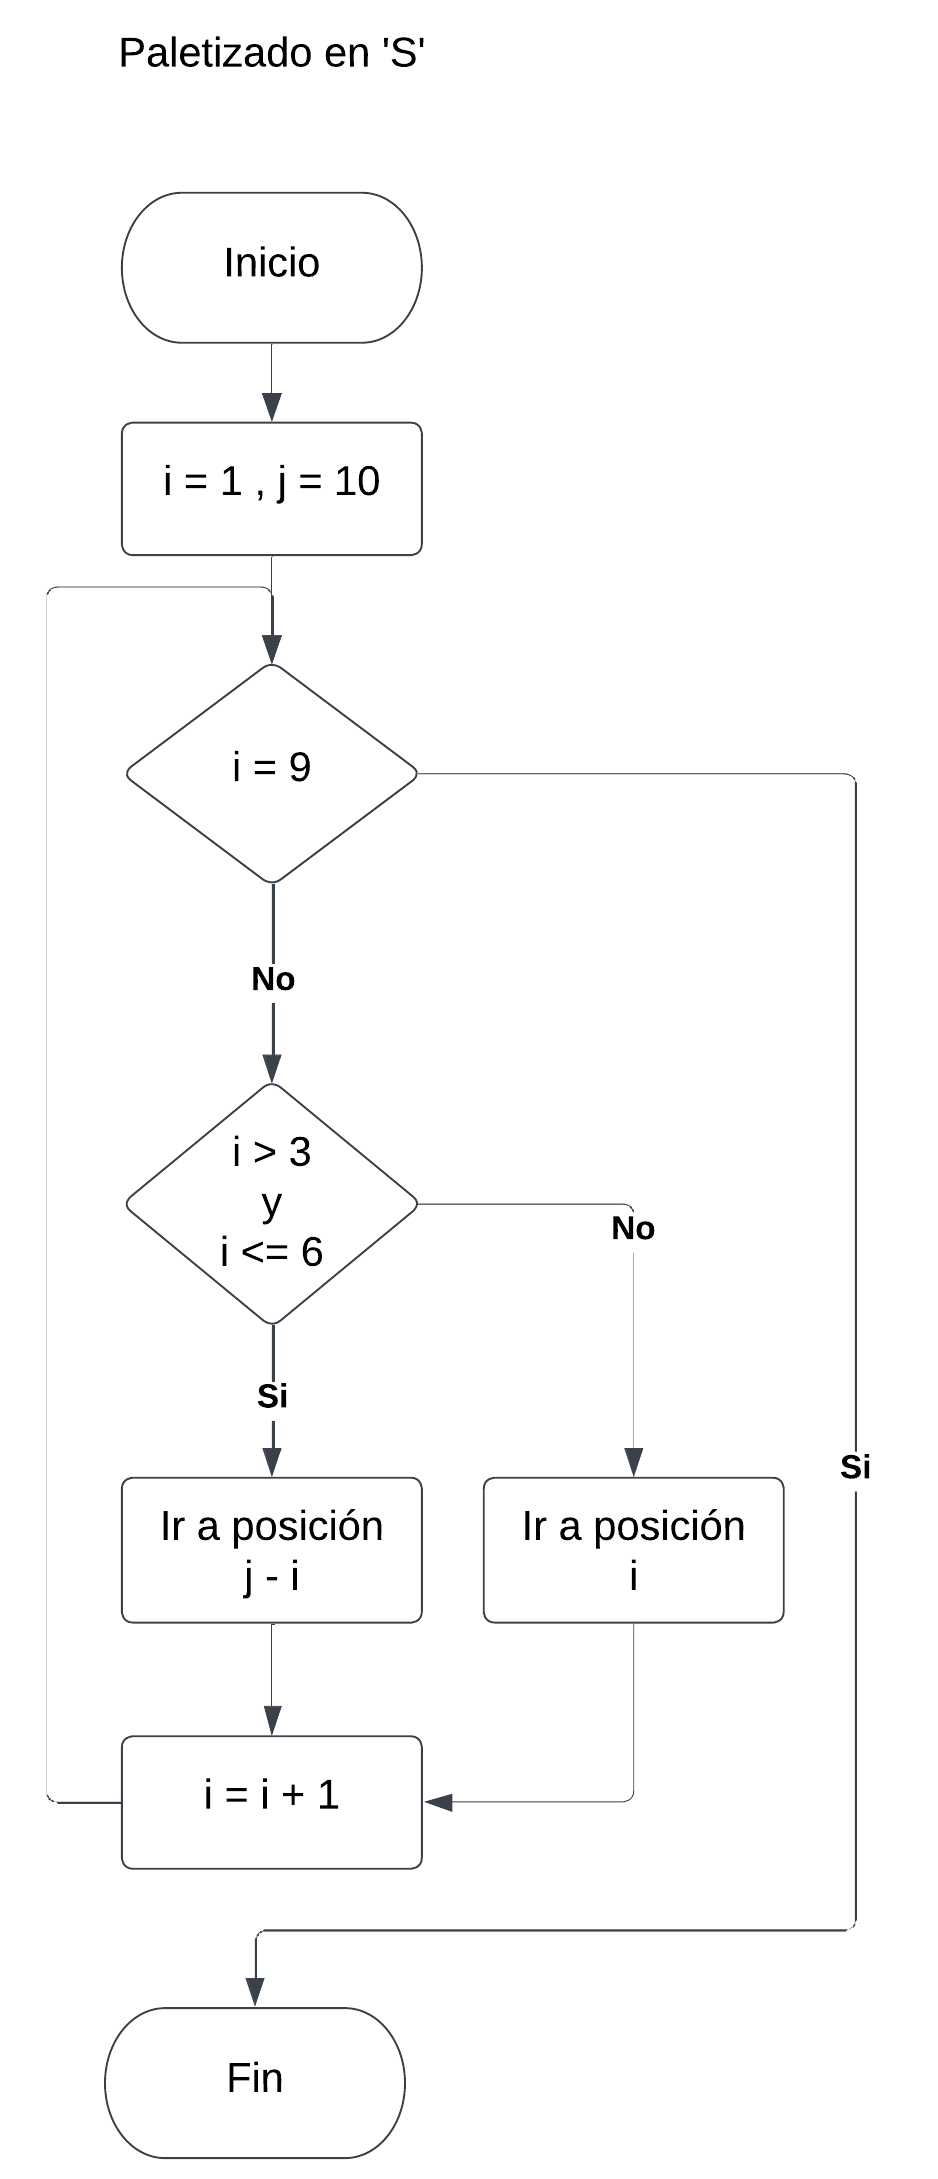 Paletizado en 'S'
Inicio
i = 1 , j = 10
i = 9
No
i > 3
y
i <= 6
No
Si
Si
Ir a posición
j - i
Ir a posición
i
i = i + 1
Fin